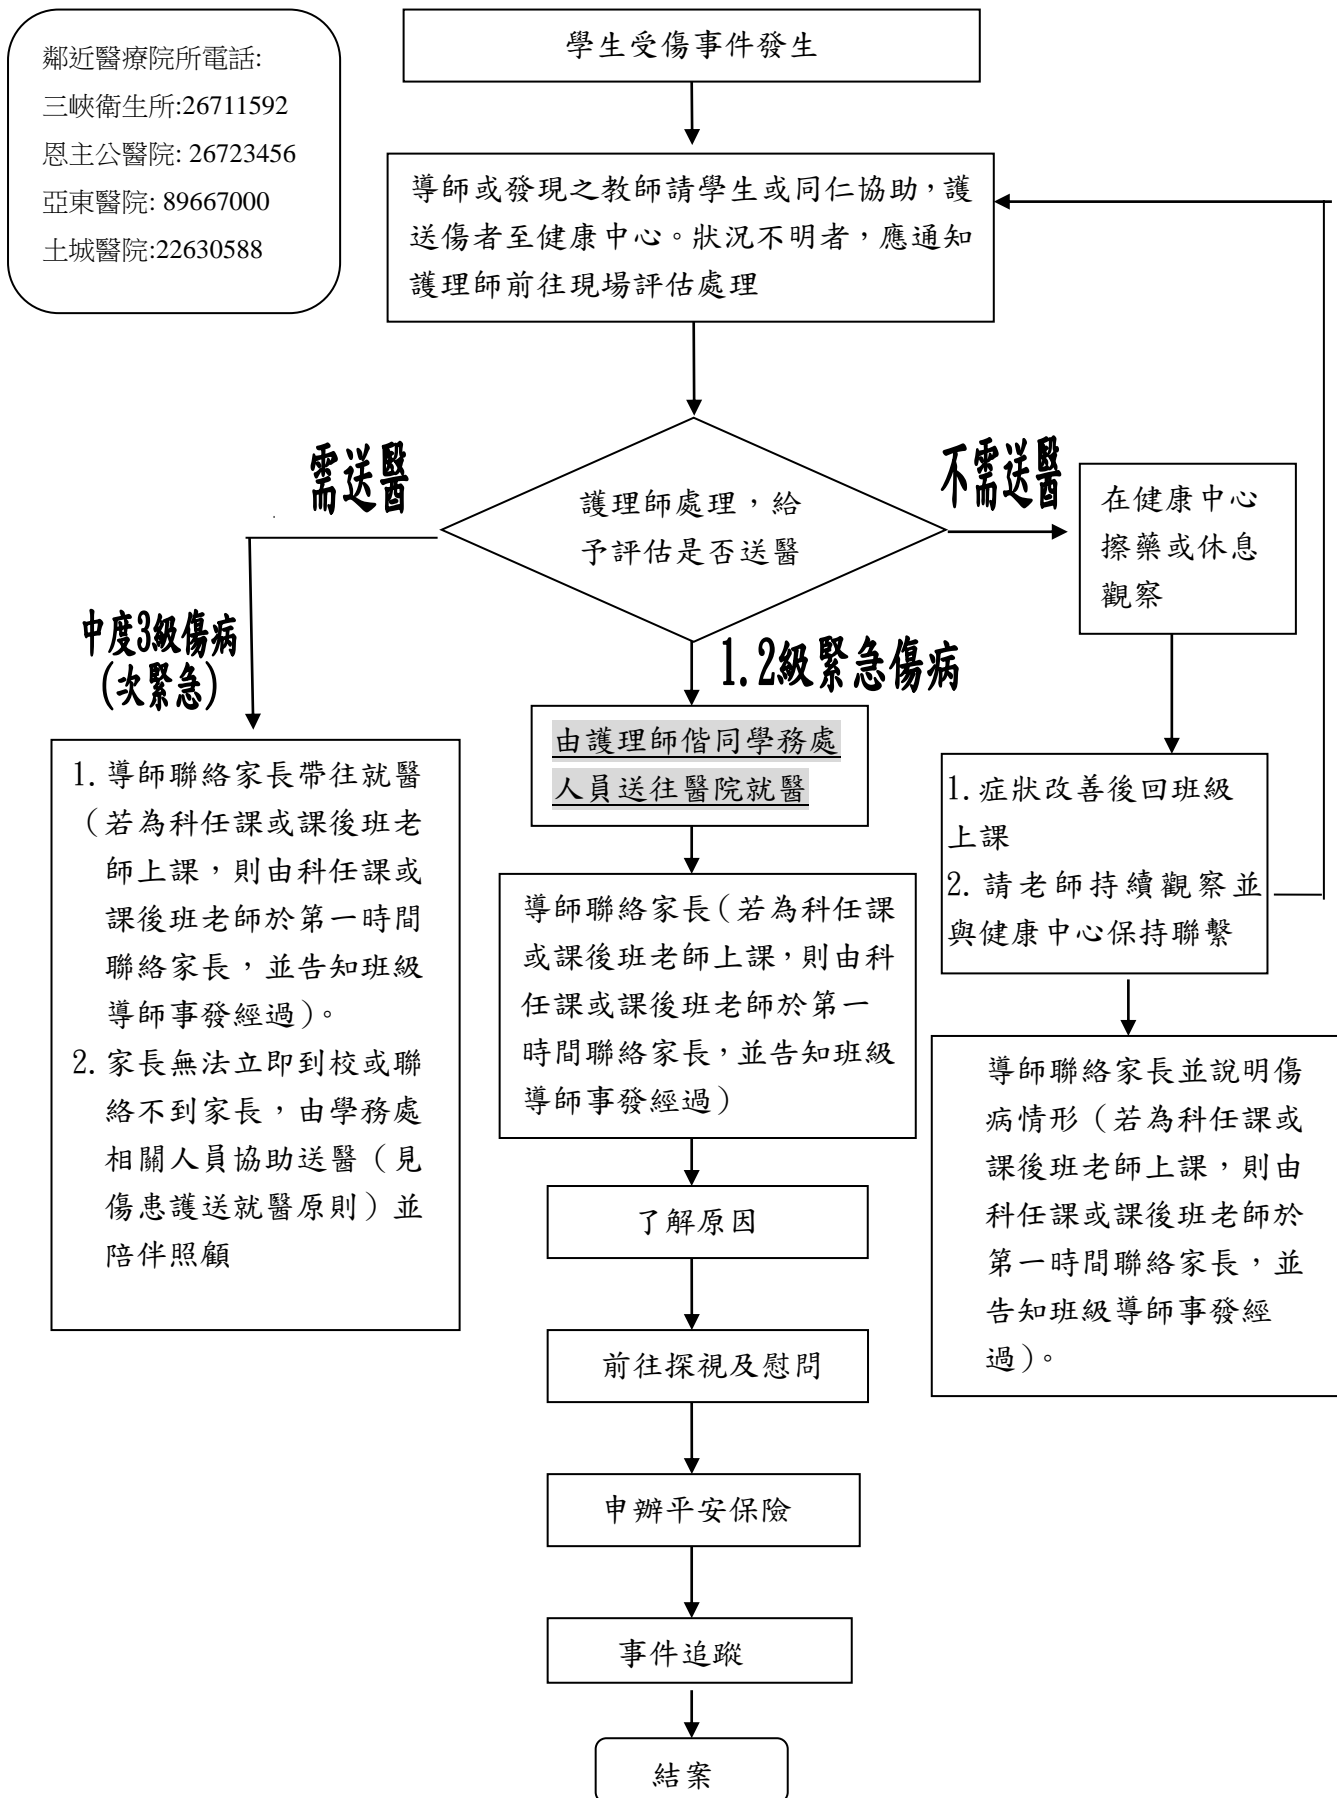 鄰近醫療院所電話:
三峽衛生所:26711592
恩主公醫院: 26723456
亞東醫院: 89667000
土城醫院:22630588
學生受傷事件發生
導師或發現之教師請學生或同仁協助，護
送傷者至健康中心。狀況不明者，應通知
護理師前往現場評估處理
需送醫
護理師處理，給
予評估是否送醫
不需送醫
在健康中心
擦藥或休息
觀察
中度3級傷病
(次緊急)
1.2級緊急傷病
1.導師聯絡家長帶往就醫
（若為科任課或課後班老
師上課，則由科任課或
課後班老師於第一時間
聯絡家長，並告知班級
導師事發經過）。
2.家長無法立即到校或聯
絡不到家長，由學務處
相關人員協助送醫（見
傷患護送就醫原則）並
陪伴照顧
由護理師偕同學務處
人員送往醫院就醫
導師聯絡家長（若為科任課
或課後班老師上課，則由科
任課或課後班老師於第一
時間聯絡家長，並告知班級
導師事發經過）
了解原因
前往探視及慰問
申辦平安保險
事件追蹤
結案
1.症狀改善後回班級
上課
2.請老師持續觀察並
與健康中心保持聯繫
導師聯絡家長並說明傷
病情形（若為科任課或
課後班老師上課，則由
科任課或課後班老師於
第一時間聯絡家長，並
告知班級導師事發經
過）。